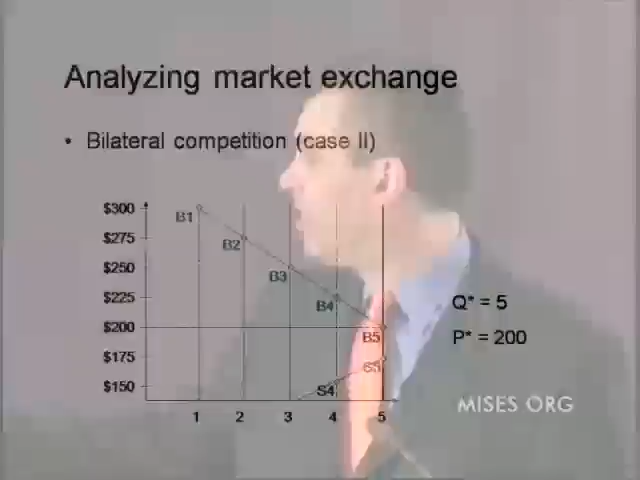 Analyzing market exchange
• Bilateral competition (case II)
$300
B1
$275
B2
$250
B3
$225
B4
Q* = 5
$200
B5
P* = 200
$175
S5
$150
S4
MISES ORG
1 2 3 4 5